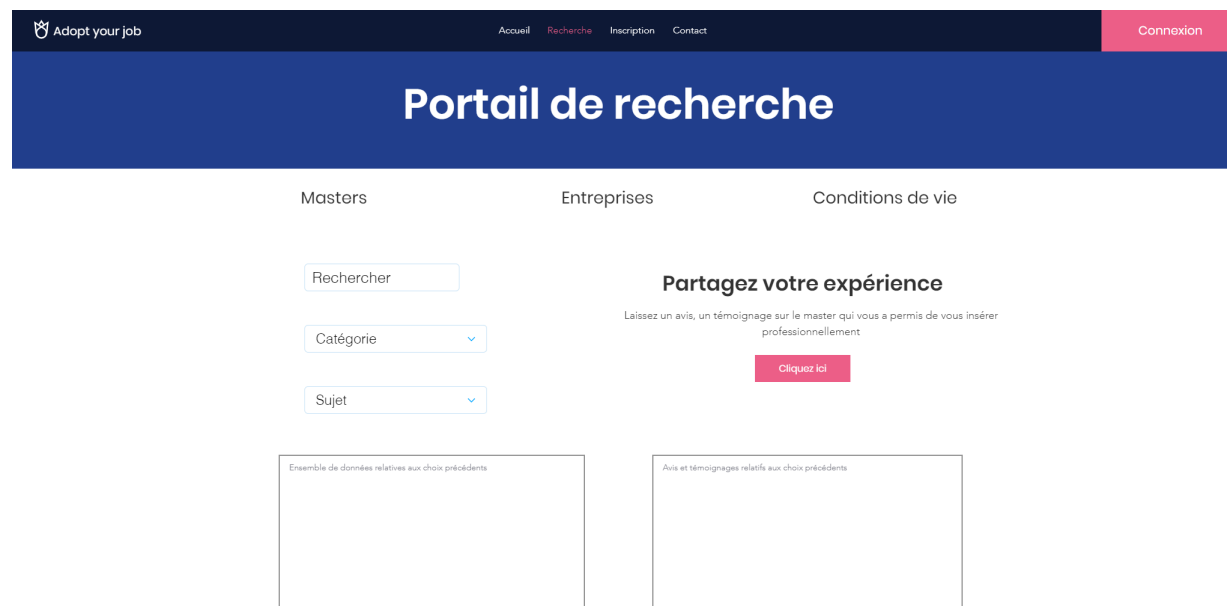 Adopt your job
Accueil Recherche Inscription Contact
Connexion
Portail de recherche
Masters Entreprises Conditions de vie
Rechercher
Catégorie
Sujet
Partagez votre expérience
Laissez un avis, un témoignage sur le master qui vous a permis de vous insérer
professionnellement
Cliquez ici
Ensemble de données relatives aux choix précédents
Avis et témoignages relatifs aux choix précédents